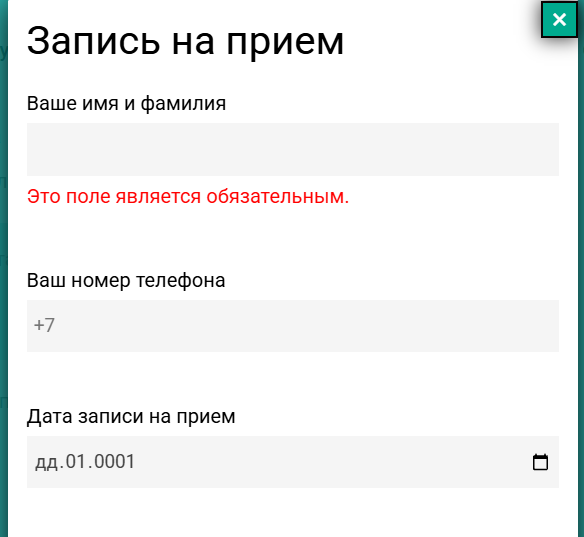 Запись на прием
Ваше имя и фамилия
Это поле является обязательным.
Ваш номер телефона
+7
Дата записи на прием
дд.01.0001